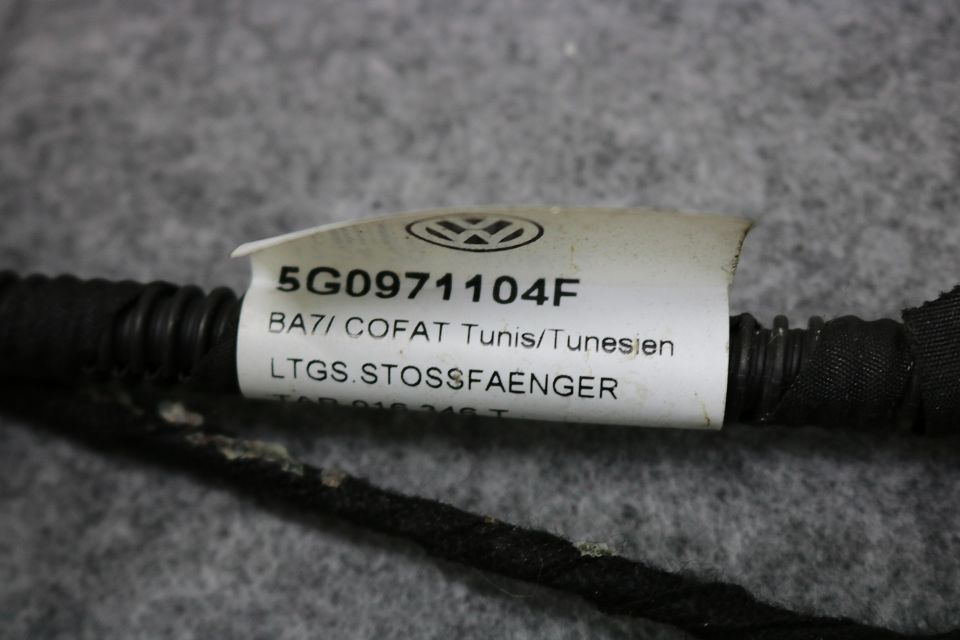 5G0971104F
BA7/ COFAT Tunis/Tunesien
LTGS.STOSSFAENGER